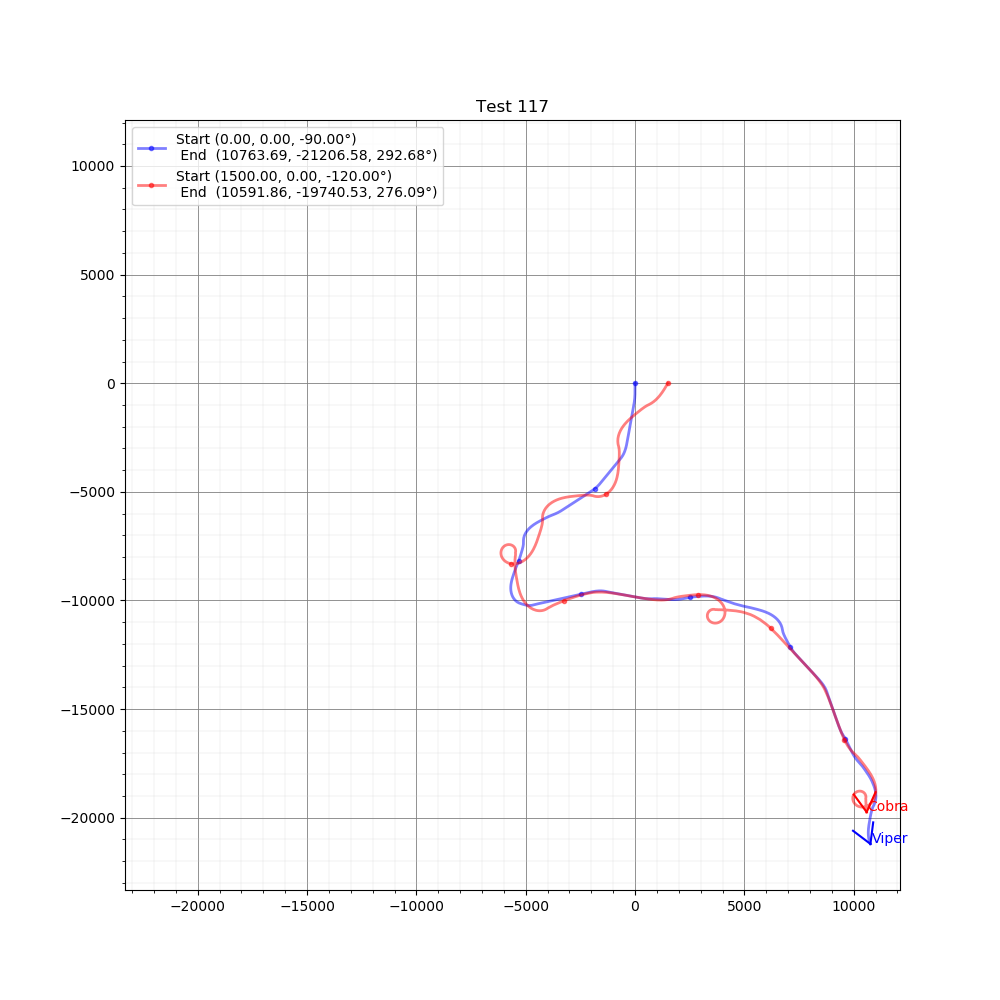 Test 117
Start (0.00, 0.00, -90.00°)
End (10763.69, -21206.58, 292.68°)
Start (1500.00, 0.00, -120.00°)
End (10591.86, -19740.53, 276.09°)
10000
5000
0
−5000
−10000
−15000
−20000
Cobra
Viper
−20000 −15000 −10000 −5000 0 5000 10000